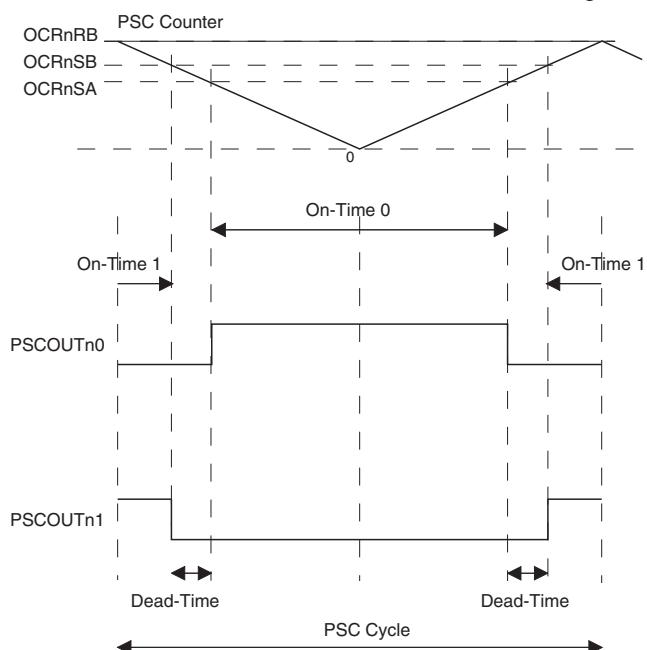 PSC Counter
OCRnRB
OCRnSB
OCRnSA
0
On-Time 0
On-Time 1
On-Time 1
PSCOUTn0
PSCOUTn1
Dead-Time
Dead-Time
PSC Cycle